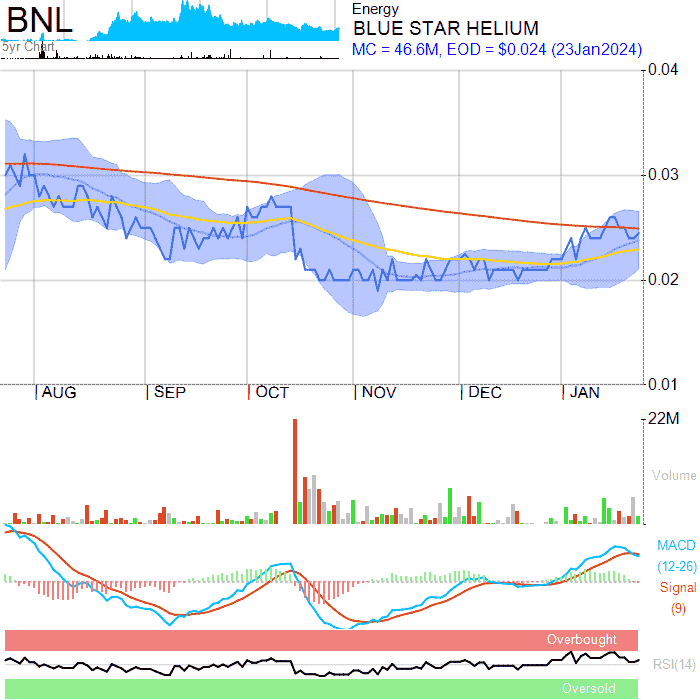 BNL
5yr Chart
Energy
BLUE STAR HELIUM
MC = 46.6M, EOD = $0.024 (23Jan2024)
0.04
0.03
0.02
0.01
AUG SEP OCT NOV DEC JAN
22M
Volume
MACD
(12-26)
Signal
(9)
Overbought
RSI(14)
Oversold